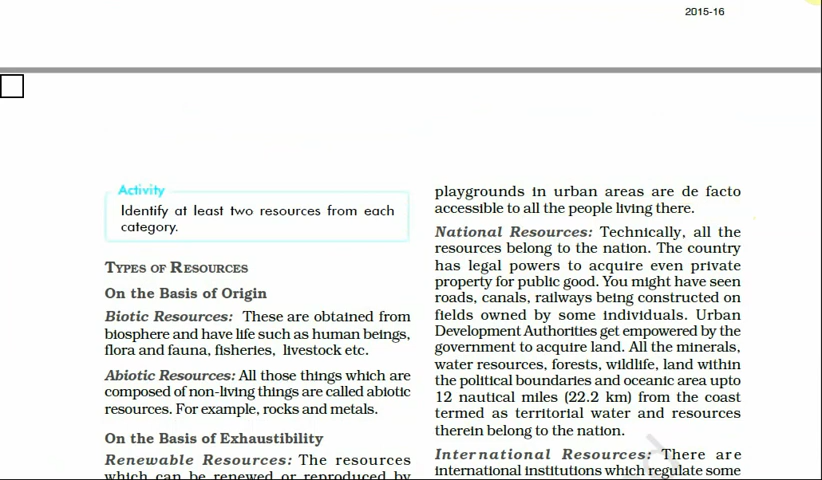 2015-16
Activity
Identify at least two resources from each
category.
TYPES OF RESOURCES
On the Basis of Origin
Biotic Resources: These are obtained from
biosphere and have life such as human beings,
flora and fauna, fisheries, livestock etc.
Abiotic Resources: All those things which are
composed of non-living things are called abiotic
resources. For example, rocks and metals.
On the Basis of Exhaustibility
Renewable Resources: The resources
which can be renewed or reproduced by
playgrounds in urban areas are de facto
accessible to all the people living there.
National Resources: Technically, all the
resources belong to the nation. The country
has legal powers to acquire even private
property for public good. You might have seen
roads, canals, railways being constructed on
fields owned by some individuals. Urban
Development Authorities get empowered by the
government to acquire land. All the minerals,
water resources, forests, wildlife, land within
the political boundaries and oceanic area upto
12 nautical miles (22.2 km) from the coast
termed as territorial water and resources
therein belong to the nation.
International Resources: There are
international institutions which regulate some